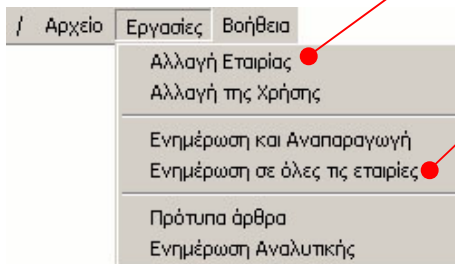 / Αρχείο Εργασίες Βοήθεια
Αλλαγή Εταιρίας
Αλλαγή της Χρήσης
Ενημέρωση και Αναπαραγωγή
Ενημέρωση σε όλες τις εταιρίες
Πρότυπα άρθρα
Ενημέρωση Αναλυτικής